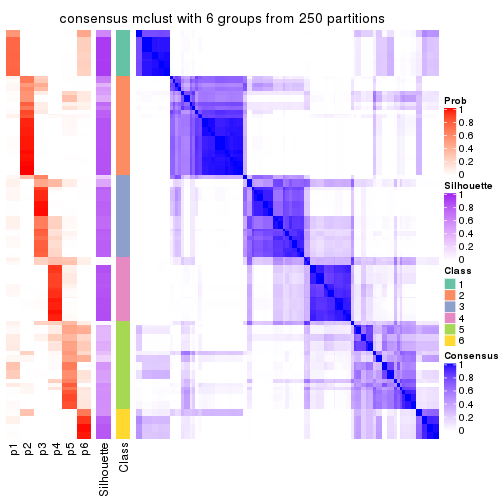 consensus mclust with 6 groups from 250 partitions
Prob
1
0.8
0.6
0.4
0.2
0
Silhouette
1
0.8
0.6
0.4
0.2
0
Class
1
2
3
4
5
6
Consensus
1
0.8
0.6
0.4
0.2
0
p1
p2
p3
p4
p5
p6
Silhouette
Class